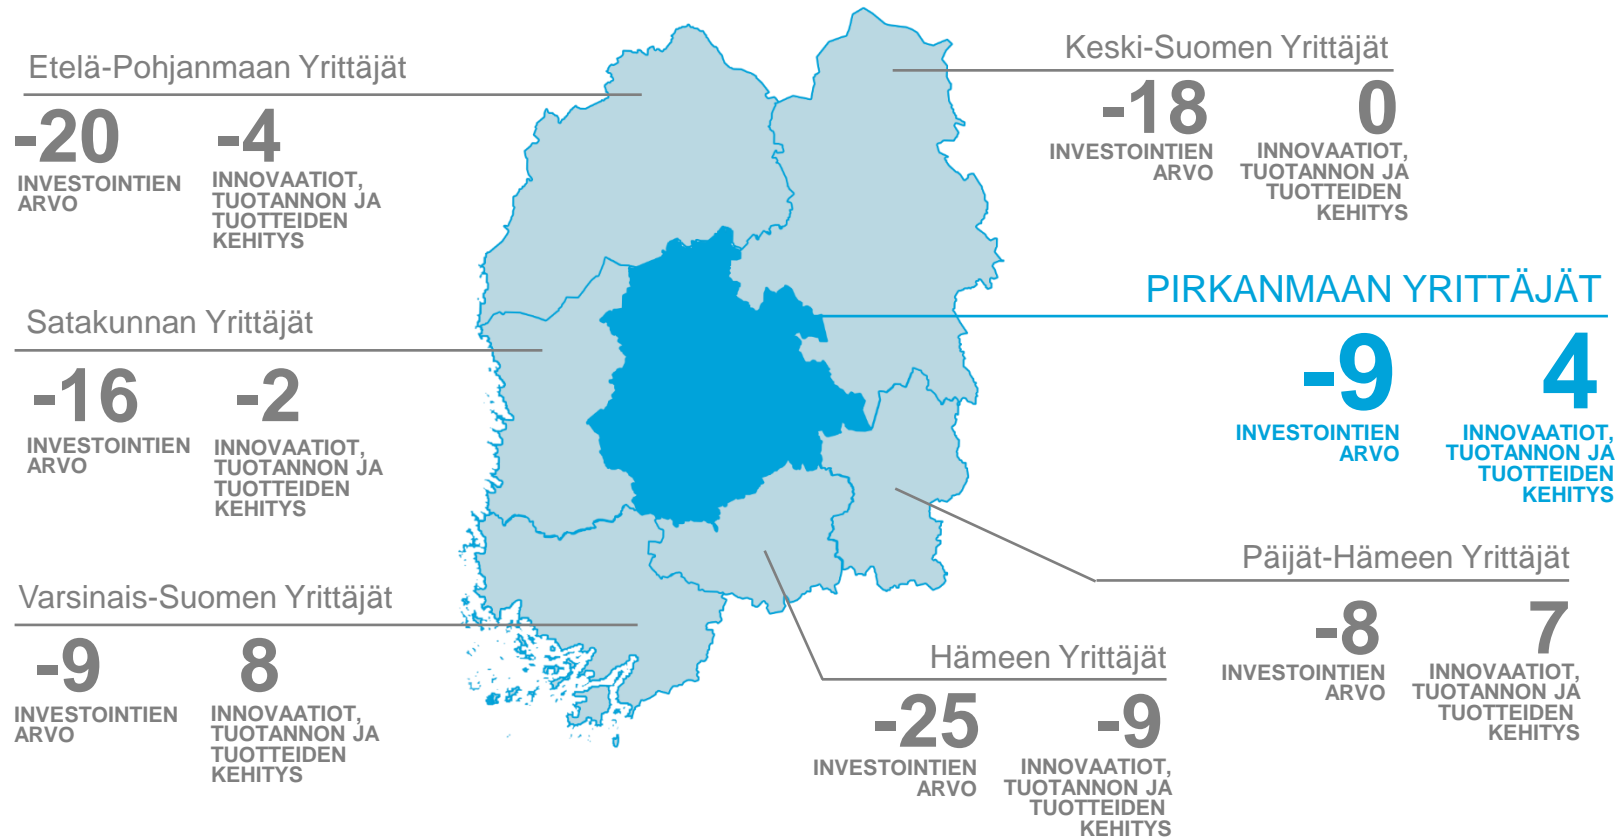 Etelä-Pohjanmaan Yrittäjät
-20
INVESTOINTIEN
ARVO
-4
INNOVAATIOT,
TUOTANNON JA
TUOTTEIDEN
KEHITYS
Keski-Suomen Yrittäjät
-18
INVESTOINTIEN
ARVO
0
INNOVAATIOT,
TUOTANNON JA
TUOTTEIDEN
KEHITYS
Satakunnan Yrittäjät
-16
INVESTOINTIEN
ARVO
-2
INNOVAATIOT,
TUOTANNON JA
TUOTTEIDEN
KEHITYS
PIRKANMAAN YRITTÄJÄT
-9
INVESTOINTIEN
ARVO
4
INNOVAATIOT,
TUOTANNON JA
TUOTTEIDEN
KEHITYS
Varsinais-Suomen Yrittäjät
-9
INVESTOINTIEN
ARVO
8
INNOVAATIOT,
TUOTANNON JA
TUOTTEIDEN
KEHITYS
Hämeen Yrittäjät
-25
INVESTOINTIEN
ARVO
-9
INNOVAATIOT,
TUOTANNON JA
TUOTTEIDEN
KEHITYS
Päijät-Hämeen Yrittäjät
-8
INVESTOINTIEN
ARVO
7
INNOVAATIOT,
TUOTANNON JA
TUOTTEIDEN
KEHITYS